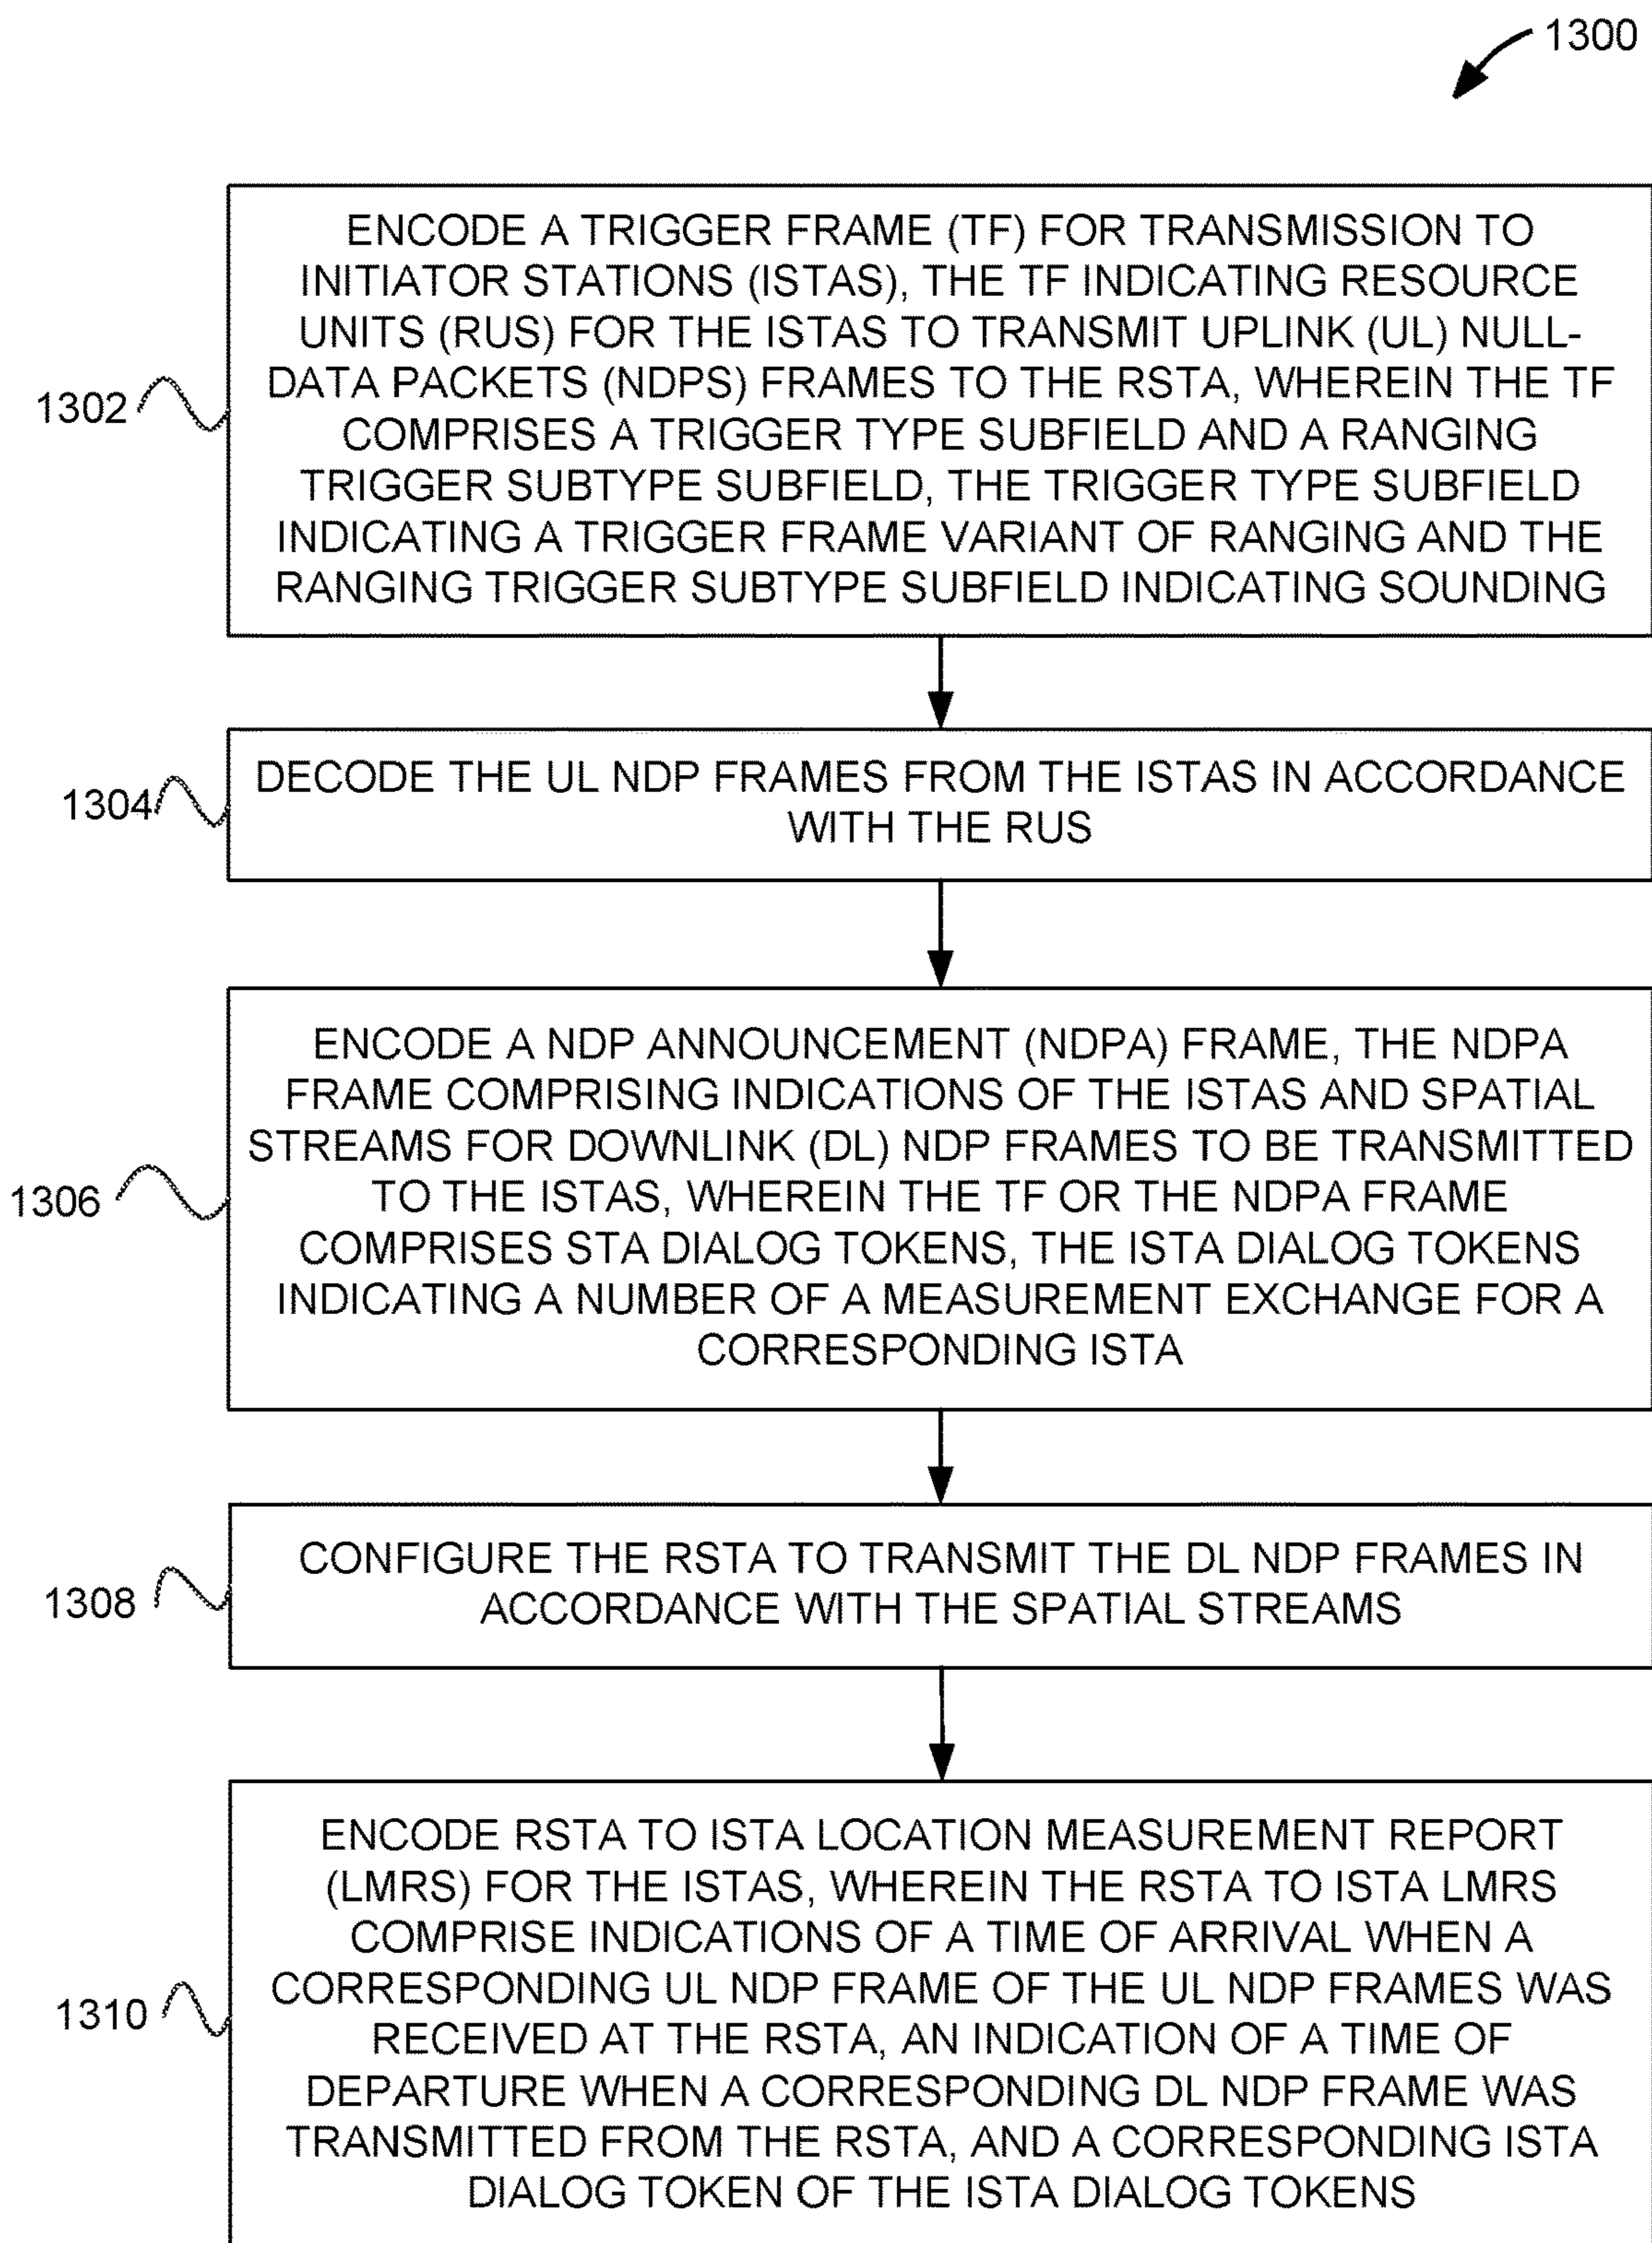 1300
ENCODE A TRIGGER FRAME (TF) FOR TRANSMISSION TO
INITIATOR STATIONS (ISTAS), THE TF INDICATING RESOURCE
UNITS (RUS) FOR THE ISTAS TO TRANSMIT UPLINK (UL) NULL-
DATA PACKETS (NDPS) FRAMES TO THE RSTA, WHEREIN THE TF
COMPRISES A TRIGGER TYPE SUBFIELD AND A RANGING
TRIGGER SUBTYPE SUBFIELD, THE TRIGGER TYPE SUBFIELD
INDICATING A TRIGGER FRAME VARIANT OF RANGING AND THE
RANGING TRIGGER SUBTYPE SUBFIELD INDICATING SOUNDING
1302
DECODE THE UL NDP FRAMES FROM THE ISTAS IN ACCORDANCE
WITH THE RUS
1304
ENCODE A NDP ANNOUNCEMENT (NDPA) FRAME, THE NDPA
FRAME COMPRISING INDICATIONS OF THE ISTAS AND SPATIAL
STREAMS FOR DOWNLINK (DL) NDP FRAMES TO BE TRANSMITTED
TO THE ISTAS, WHEREIN THE TF OR THE NDPA FRAME
COMPRISES STA DIALOG TOKENS, THE ISTA DIALOG TOKENS
INDICATING A NUMBER OF A MEASUREMENT EXCHANGE FOR A
CORRESPONDING ISTA
1306
CONFIGURE THE RSTA TO TRANSMIT THE DL NDP FRAMES IN
ACCORDANCE WITH THE SPATIAL STREAMS
1308
ENCODE RSTA TO ISTA LOCATION MEASUREMENT REPORT
(LMRS) FOR THE ISTAS, WHEREIN THE RSTA TO ISTA LMRS
COMPRISE INDICATIONS OF A TIME OF ARRIVAL WHEN A
CORRESPONDING UL NDP FRAME OF THE UL NDP FRAMES WAS
RECEIVED AT THE RSTA, AN INDICATION OF A TIME OF
DEPARTURE WHEN A CORRESPONDING DL NDP FRAME WAS
TRANSMITTED FROM THE RSTA, AND A CORRESPONDING ISTA
DIALOG TOKEN OF THE ISTA DIALOG TOKENS
1310